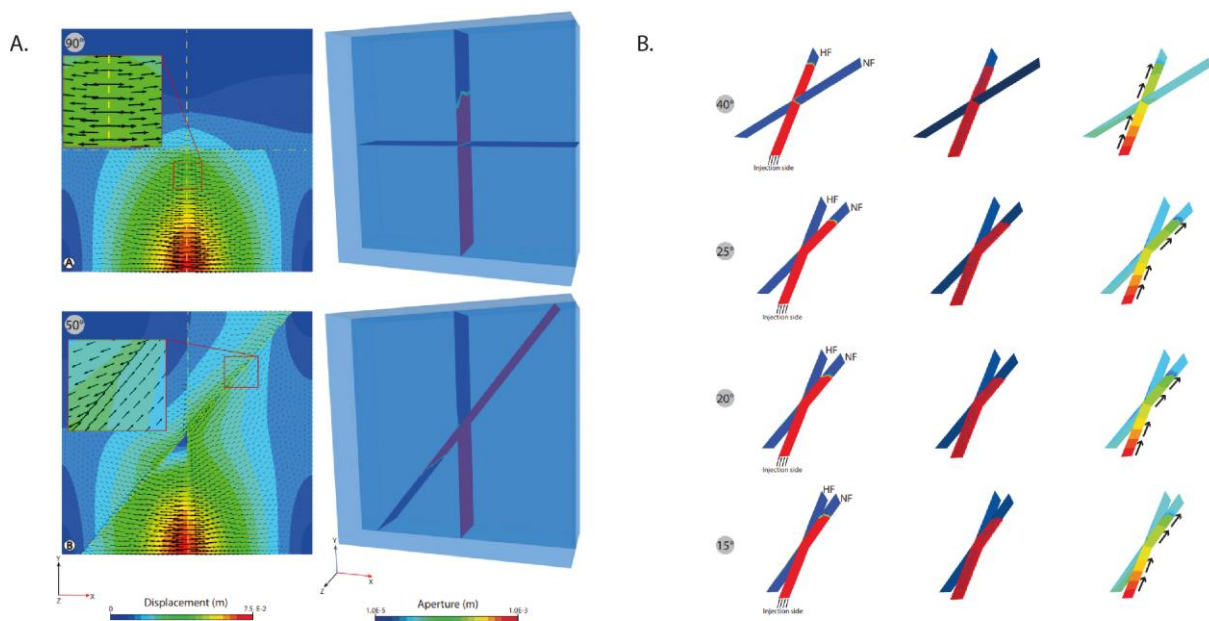 A.
90°
A
50°
B
Y
Z
X
Displacement (m)
0
7.5 E-2
Y
Z
X
Aperture (m)
1.0E-5
1.0E-3
B.
40°
HF
NF
Injection side
25°
HF
NF
Injection side
20°
HF
NF
Injection side
15°
HF
NF
Injection side